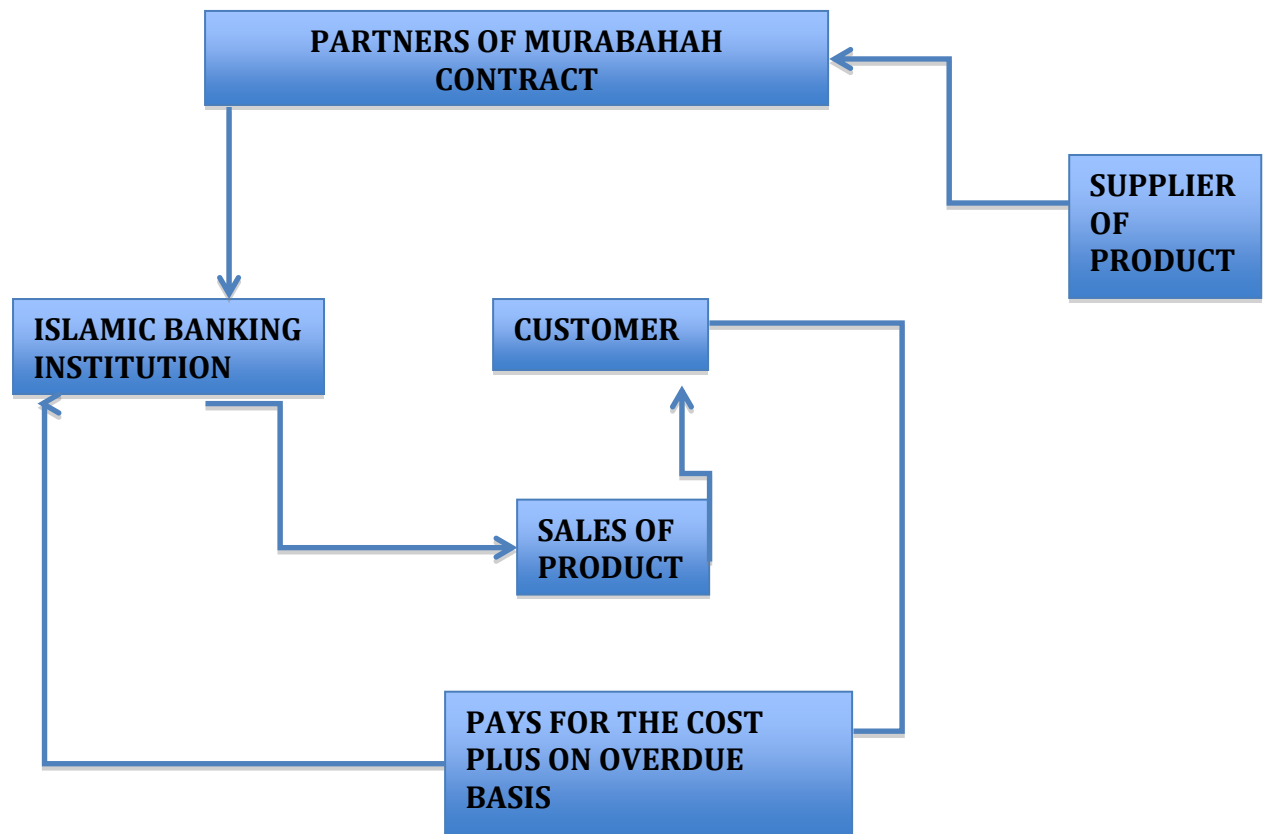 PARTNERS OF MURABAHAH
CONTRACT
SUPPLIER
OF
PRODUCT
ISLAMIC BANKING
INSTITUTION
CUSTOMER
SALES OF
PRODUCT
PAYS FOR THE COST
PLUS ON OVERDUE
BASIS